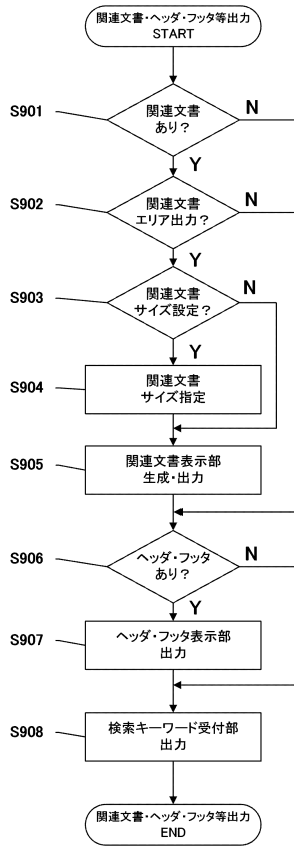 関連文書・ヘッダ・フッタ等出力
START
S901
関連文書
あり?
N
Y
S902
関連文書
エリア出力?
N
Y
S903
関連文書
サイズ設定?
N
Y
S904
関連文書
サイズ指定
S905
関連文書表示部
生成・出力
S906
ヘッダ・フッタ
あり?
N
Y
S907
ヘッダ・フッタ表示部
出力
S908
検索キーワード受付部
出力
関連文書・ヘッダ・フッタ等出力
END